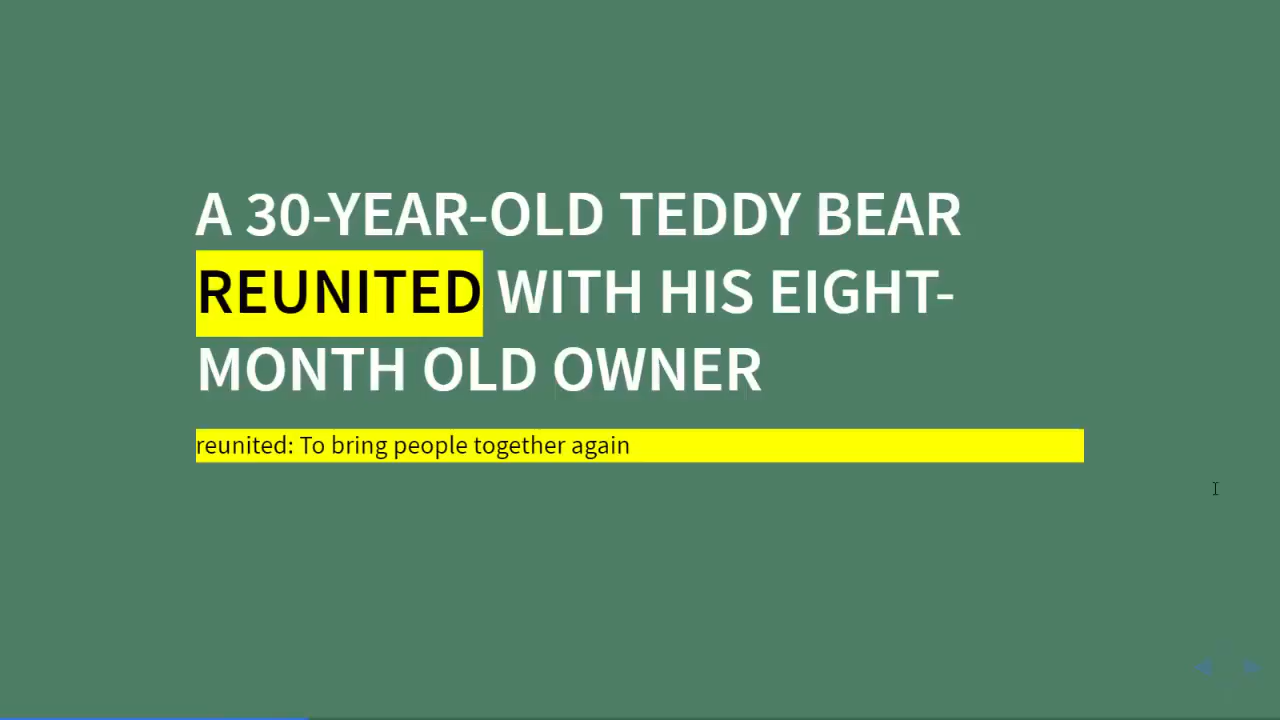 A 30-YEAR-OLD TEDDY BEAR
REUNITED WITH HIS EIGHT-
MONTH OLD OWNER
reunited: To bring people together again